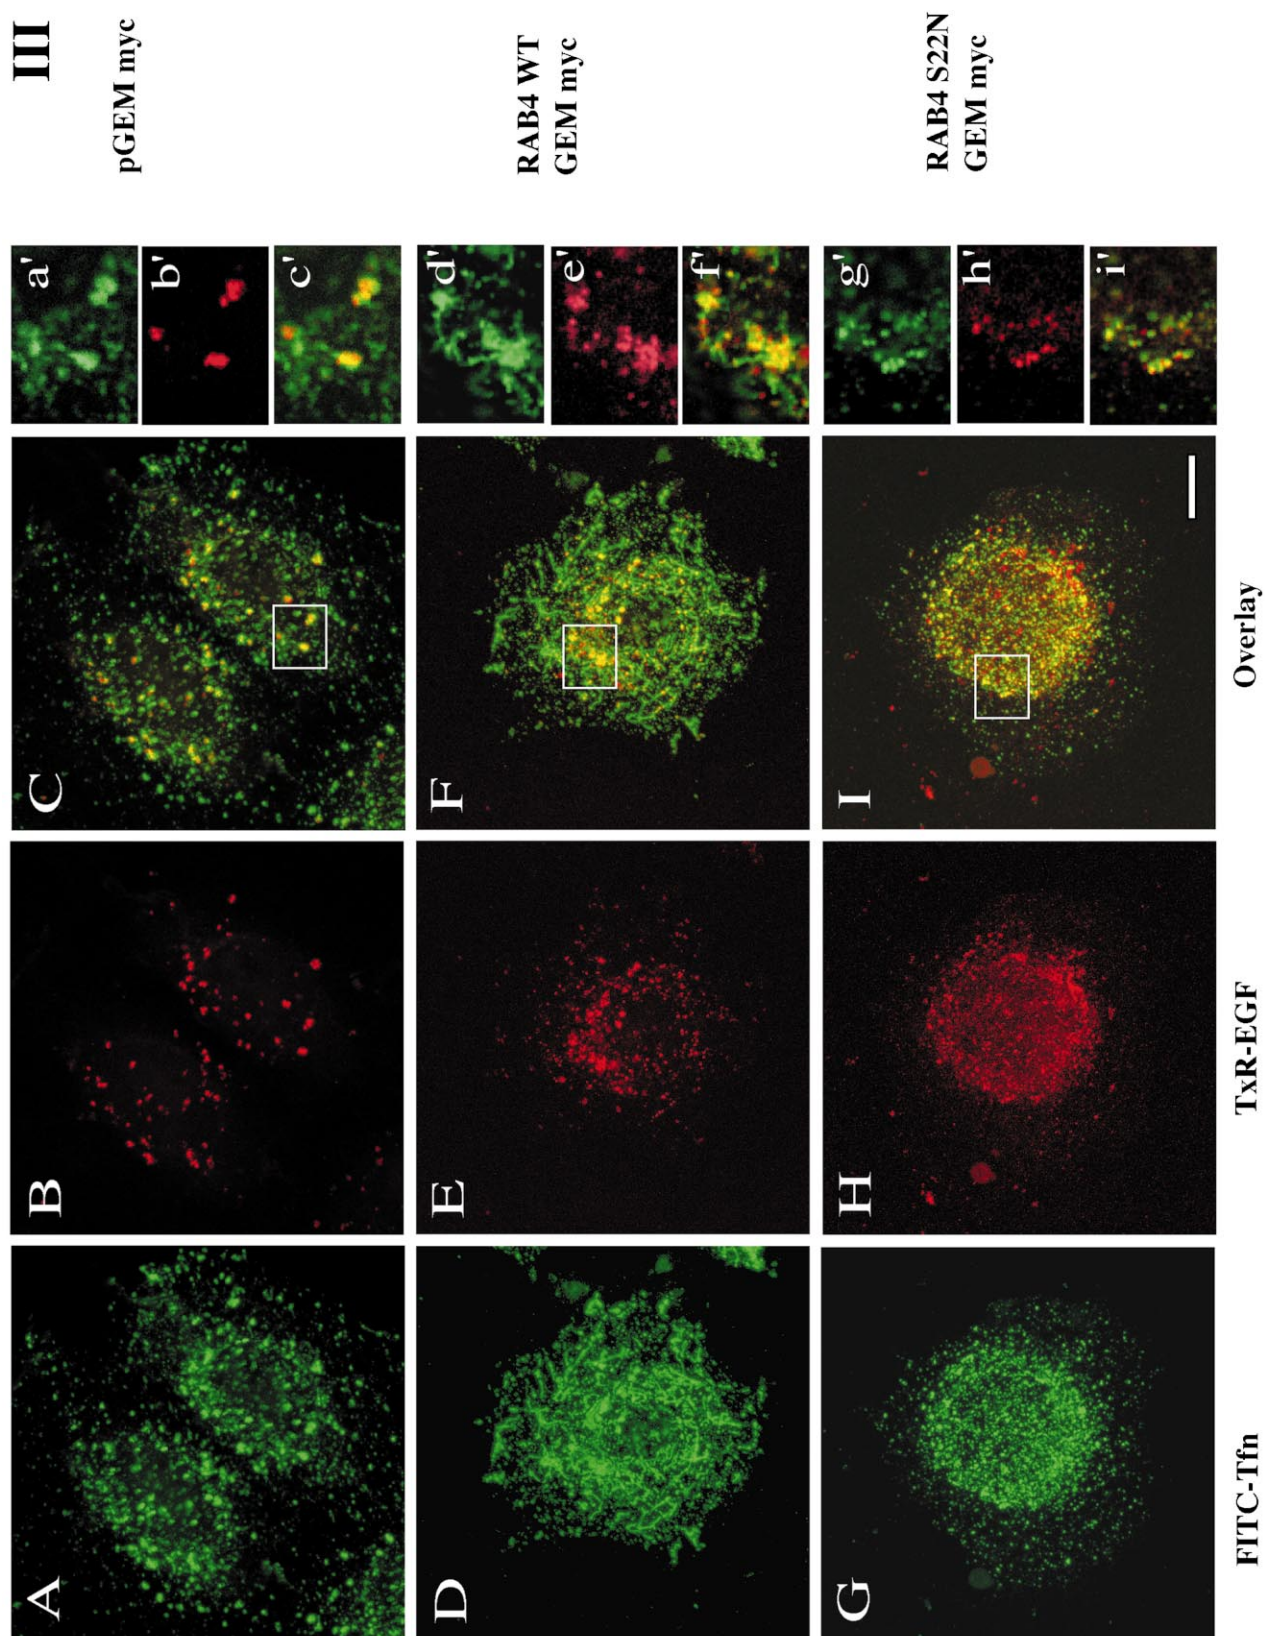 III
A
B
C
a'
b'
c'
pGEM myc
D
E
F
d'
e'
f'
RAB4 WT
GEM myc
G
H
I
g'
h'
i'
RAB4 S22N
GEM myc
FITC-Tfn
TxR-EGF
Overlay